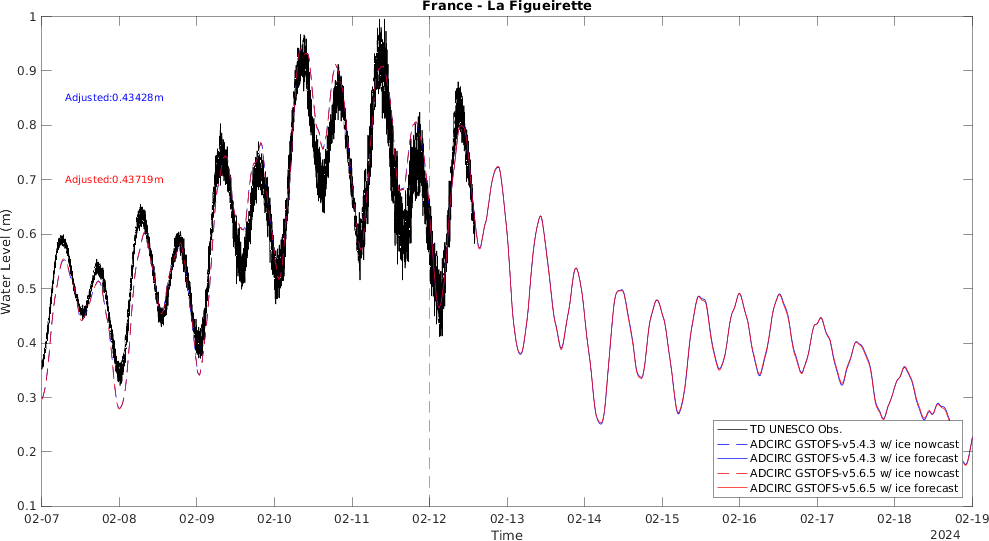 France - La Figueirette
Water Level (m)
1
0.9
0.8
0.7
0.6
0.5
0.4
0.3
0.2
0.1
Adjusted:0.43428m
Adjusted:0.43719m
TD UNESCO Obs.
ADCIRC GSTOFS-v5.4.3 w/ ice nowcast
ADCIRC GSTOFS-v5.4.3 w/ ice forecast
ADCIRC GSTOFS-v5.6.5 w/ ice nowcast
ADCIRC GSTOFS-v5.6.5 w/ ice forecast
02-07 02-08 02-09 02-10 02-11 02-12 02-13 02-14 02-15 02-16 02-17 02-18 02-19
Time
2024